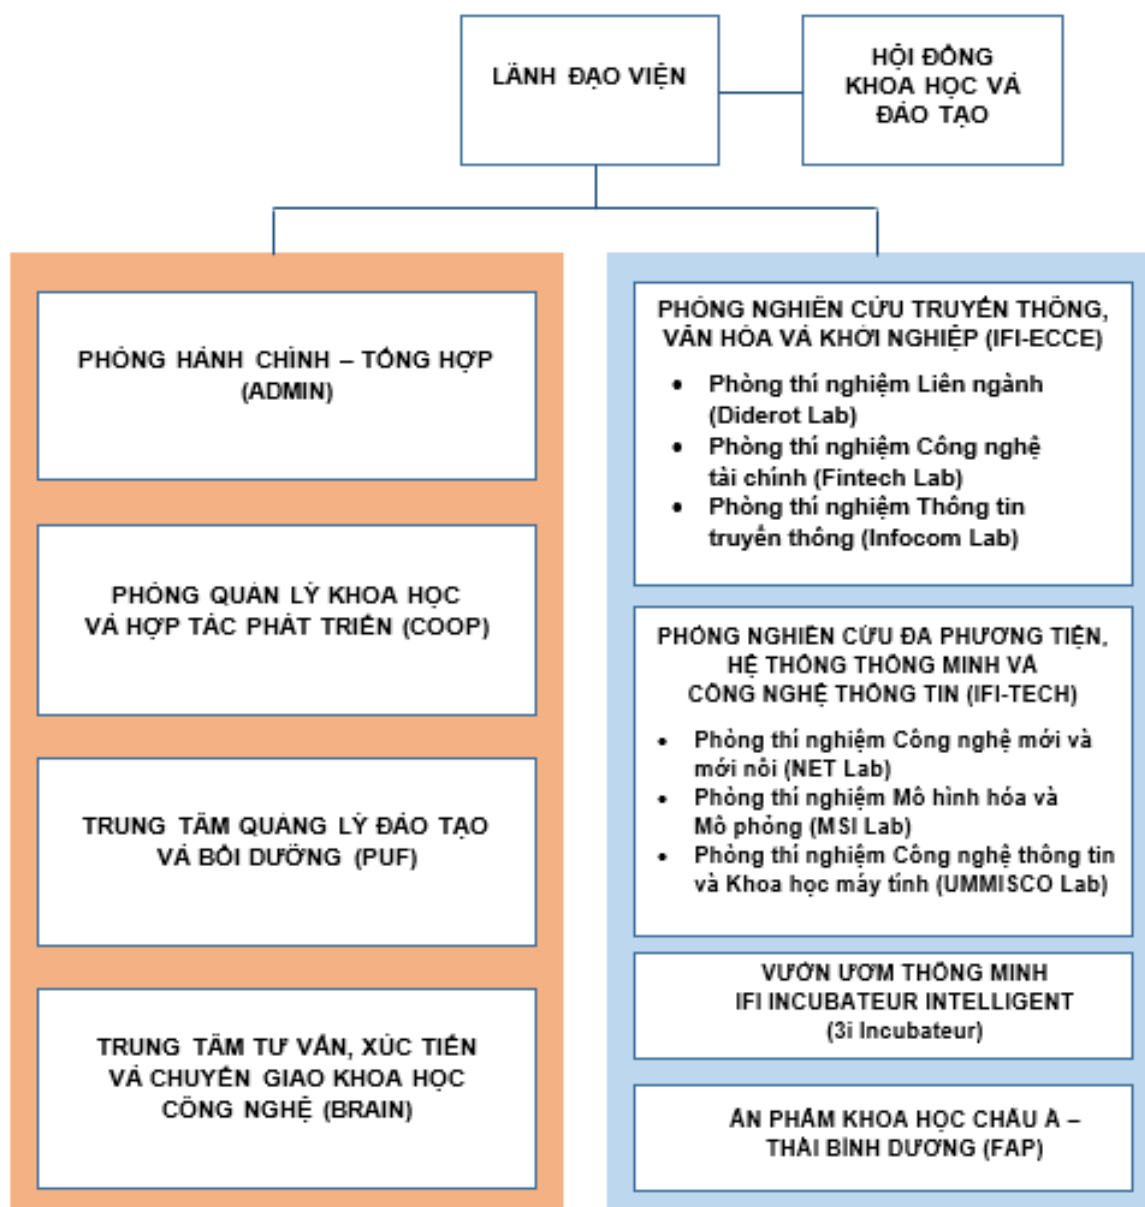 LÃNH ĐẠO VIỆN
HỘI ĐỒNG
KHOA HỌC VÀ
ĐÀO TẠO
PHÒNG HÀNH CHÍNH – TỔNG HỢP
(ADMIN)
PHÒNG QUẢN LÝ KHOA HỌC
VÀ HỢP TÁC PHÁT TRIỂN (COOP)
TRUNG TÂM QUẢNG LÝ ĐÀO TẠO
VÀ BỒI DƯỠNG (PUF)
TRUNG TÂM TƯ VẤN, XÚC TIẾN
VÀ CHUYỂN GIAO KHOA HỌC
CÔNG NGHỆ (BRAIN)
PHÒNG NGHIÊN CỨU TRUYỀN THÔNG,
VĂN HÓA VÀ KHỞI NGHIỆP (IFI-ECCE)
• Phòng thí nghiệm Liên ngành
(Diderot Lab)
• Phòng thí nghiệm Công nghệ
tài chính (Fintech Lab)
• Phòng thí nghiệm Thông tin
truyền thông (Infocom Lab)
PHÒNG NGHIÊN CỨU ĐA PHƯƠNG TIỆN,
HỆ THỐNG THÔNG MINH VÀ
CÔNG NGHỆ THÔNG TIN (IFI-TECH)
• Phòng thí nghiệm Công nghệ mới và
mới nổi (NET Lab)
• Phòng thí nghiệm Mô hình hóa và
Mô phỏng (MSI Lab)
• Phòng thí nghiệm Công nghệ thông tin
và Khoa học máy tính (UMMISCO Lab)
VƯỜN ƯƠM THÔNG MINH
IFI INCUBATEUR INTELLIGENT
(3i Incubateur)
ẤN PHẨM KHOA HỌC CHÂU Á –
THÁI BÌNH DƯƠNG (FAP)